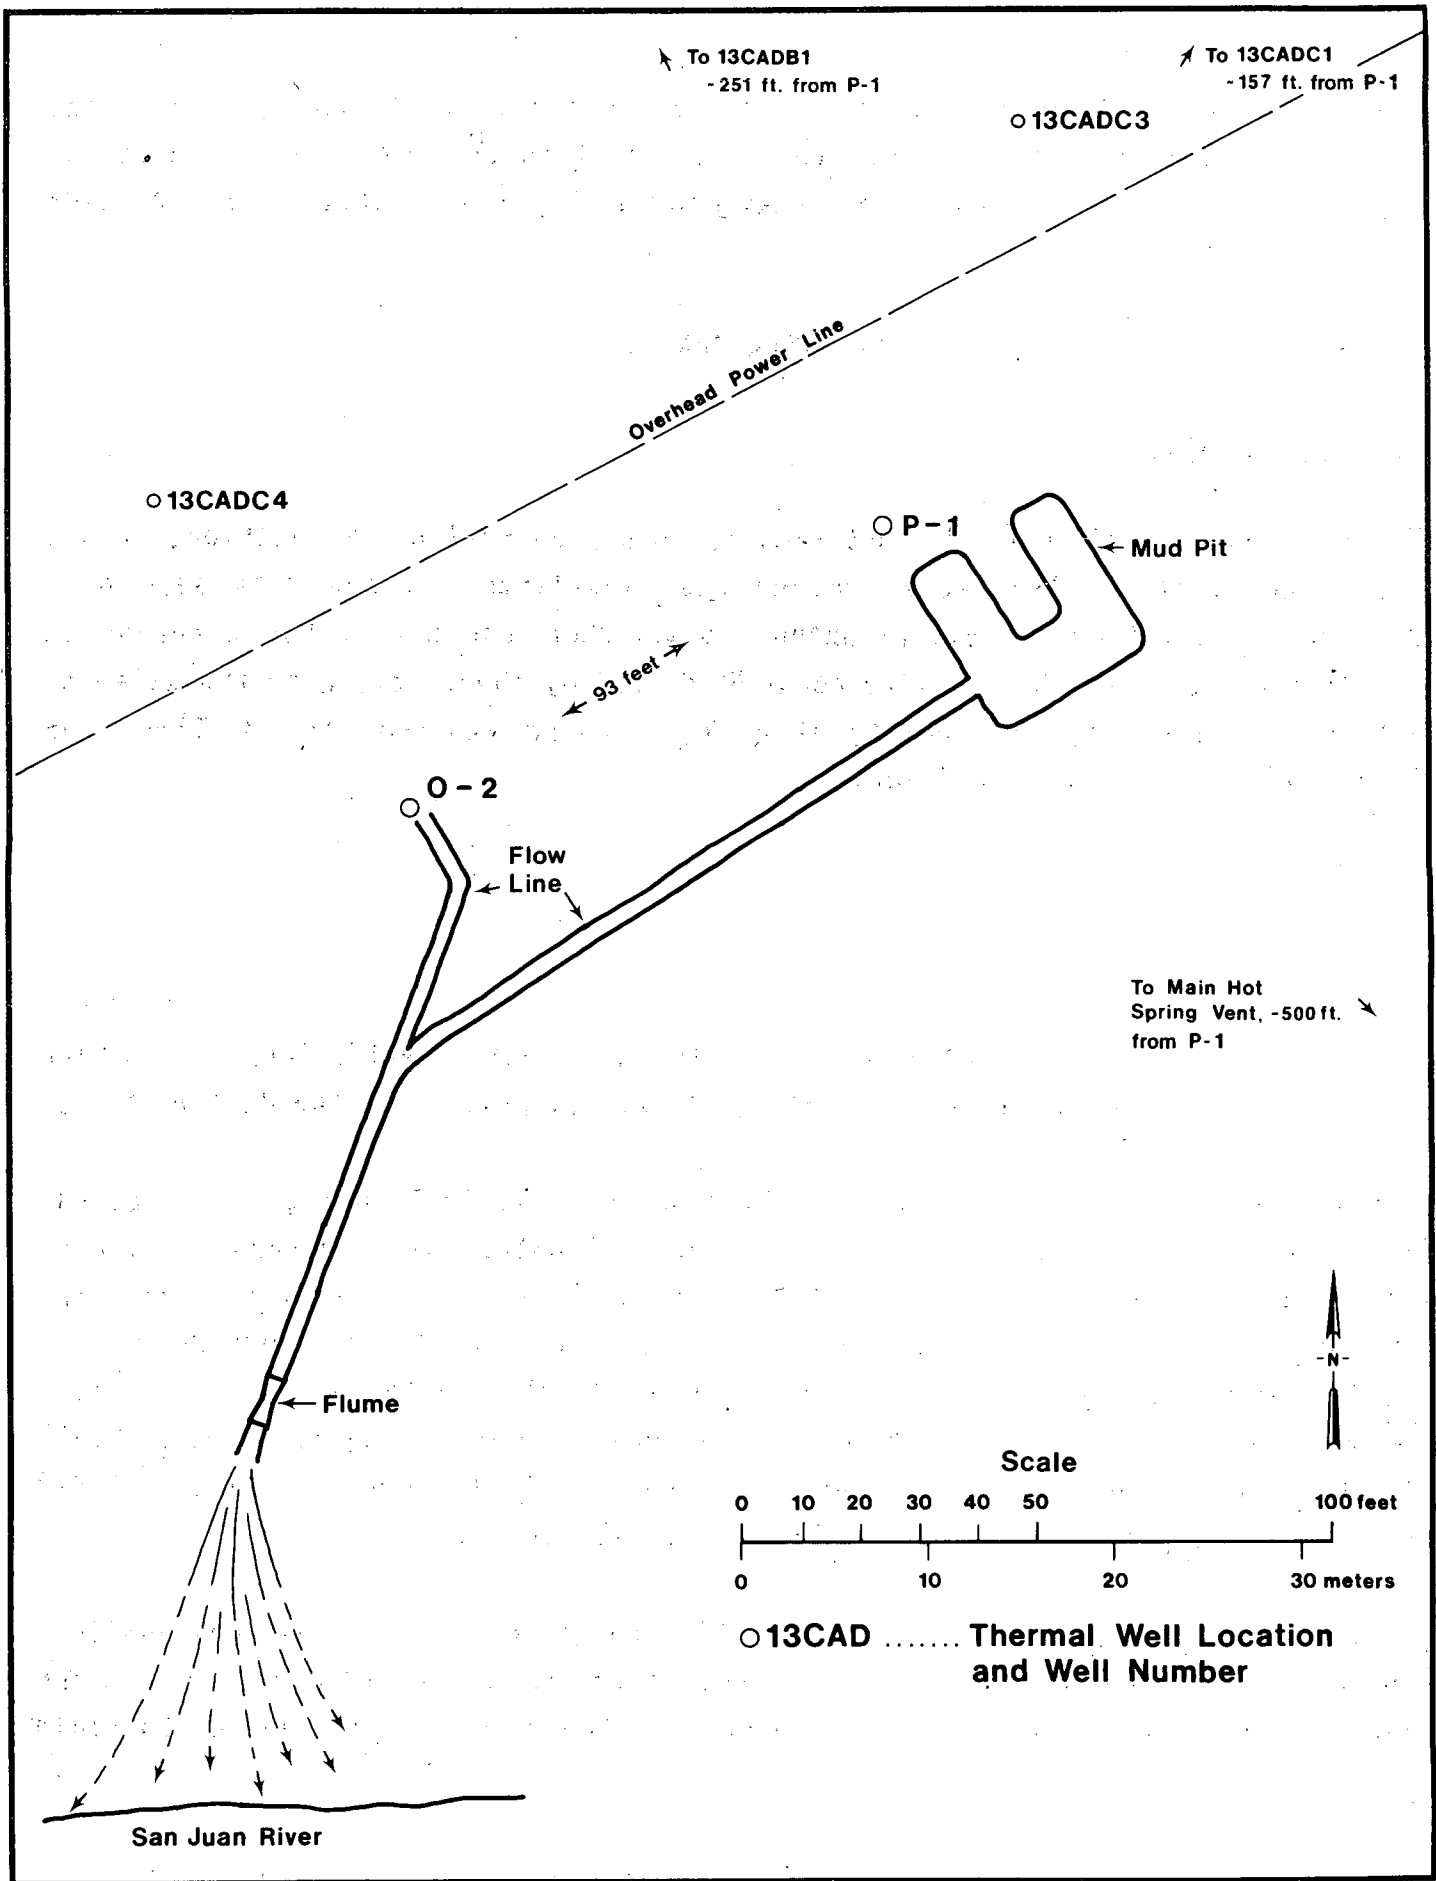 To 13CADB1
~251 ft. from P-1
To 13CADC1
~157 ft. from P-1
13CADC3
Overhead Power Line
13CADC4
P-1
Mud Pit
93 feet
O-2
Flow
Line
To Main Hot
Spring Vent, ~500 ft.
from P-1
-N-
Flume
Scale
0 10 20 30 40 50 100 feet
0 10 20 30 meters
13CAD ....... Thermal Well Location
and Well Number
San Juan River